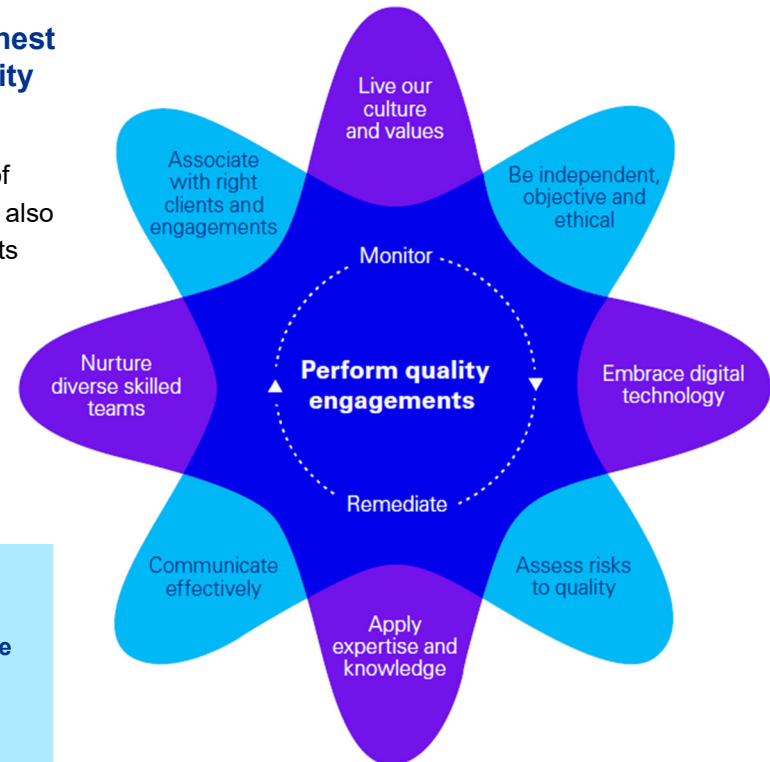 Live our
culture
and values
Associate
with right
clients and
engagements
Be independent,
objective and
ethical
of
also
Monitor
Nurture
diverse skilled
teams
Perform quality
engagements
Embrace digital
technology
Remediate
Communicate
effectively
Assess risks
to quality
Apply
expertise and
knowledge